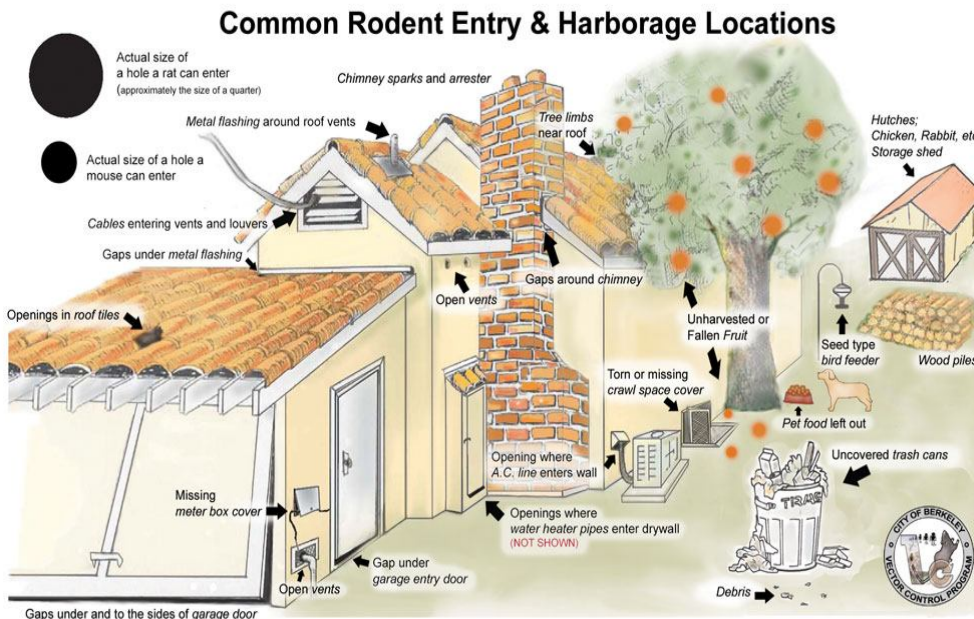 Common Rodent Entry & Harborage Locations
Actual size of
a hole a rat can enter
(approximately the size of a quarter)
Chimney sparks and arrester
Metal flashing around roof vents
Tree limbs
near roof
Hutches;
Chicken, Rabbit, etc
Storage shed
Actual size of a hole a
mouse can enter
Cables entering vents and louvers
Gaps under metal flashing
Open vents
Gaps around chimney
Openings in roof tiles
Unharvested or
Fallen Fruit
Seed type
bird feeder
Wood piles
Torn or missing
crawl space cover
Pet food left out
Opening where
A.C. line enters wall
Uncovered trash cans
TRASH
Missing
meter box cover
Openings where
water heater pipes enter drywall
(NOT SHOWN)
Gap under
garage entry door
Open vents
Debris
Gaps under and to the sides of garage door
CITY OF BERKELEY
VECTOR CONTROL PROGRAM